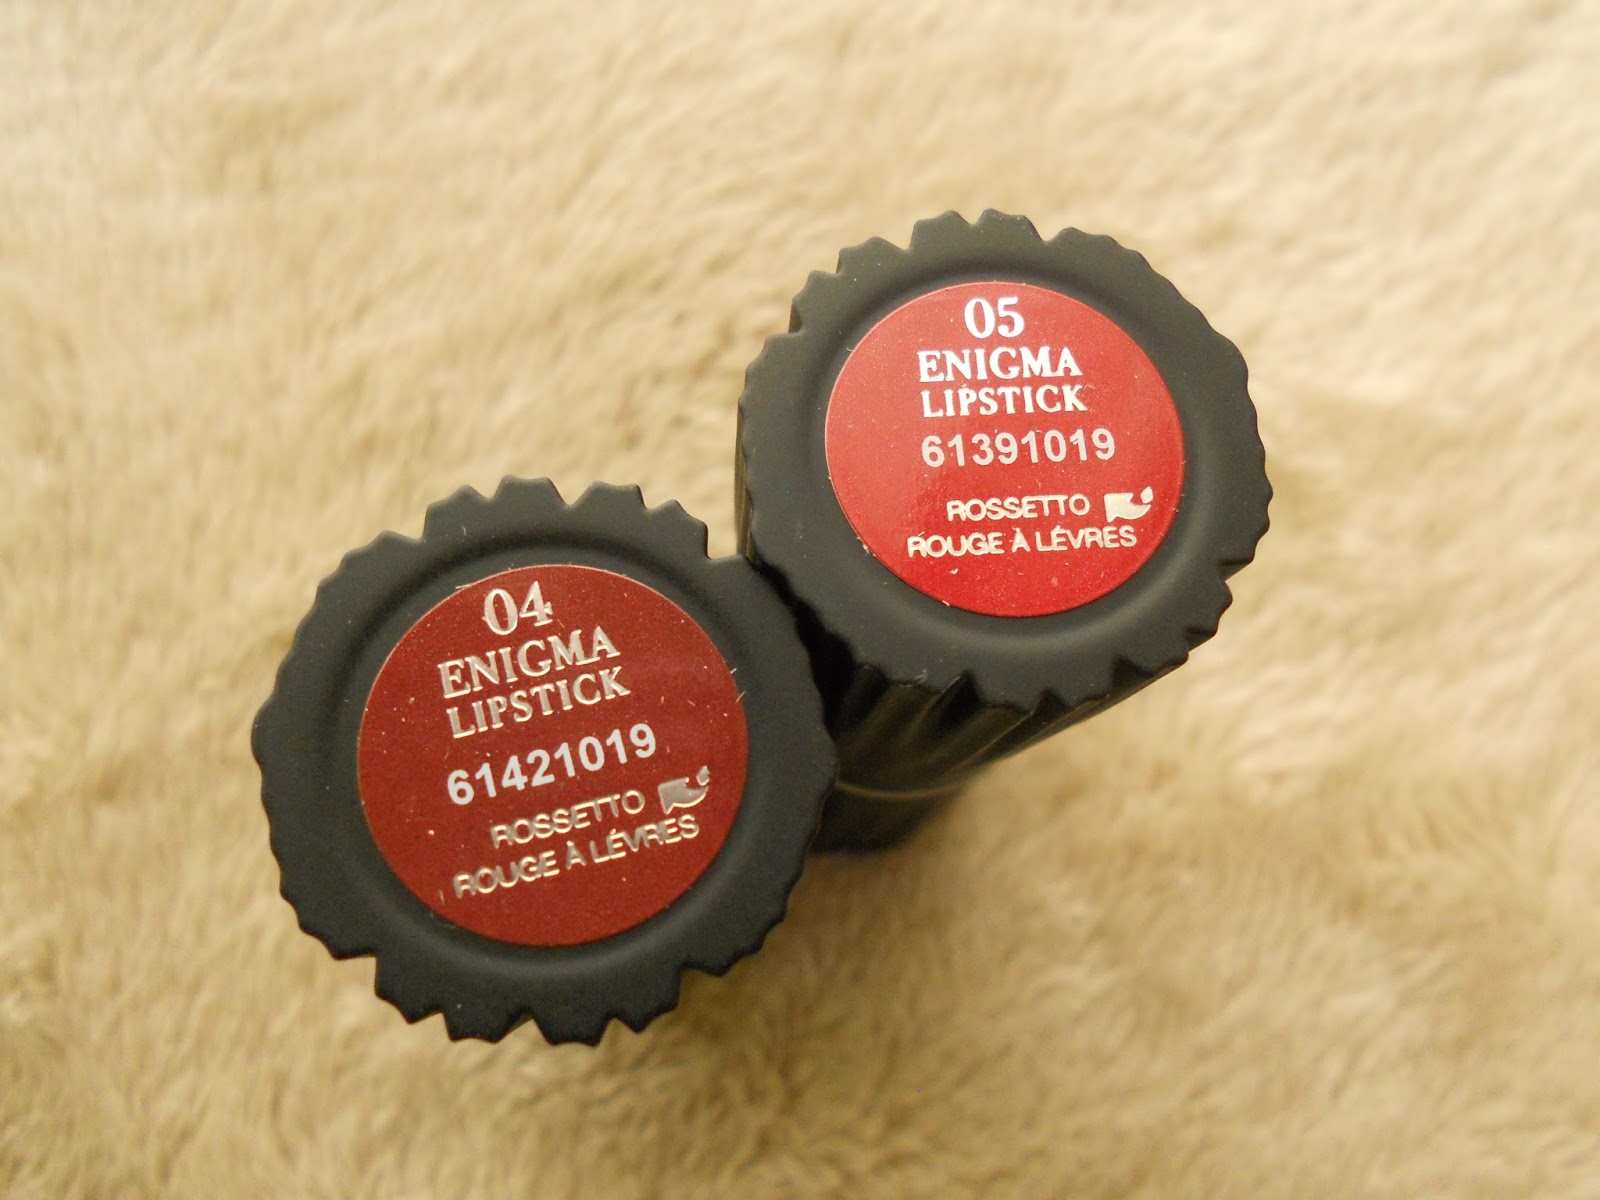 04
ENIGMA
LIPSTICK
61421019
ROSSETTO
ROUGE À LÉVRES
05
ENIGMA
LIPSTICK
61391019
ROSSETTO
ROUGE À LÉVRES